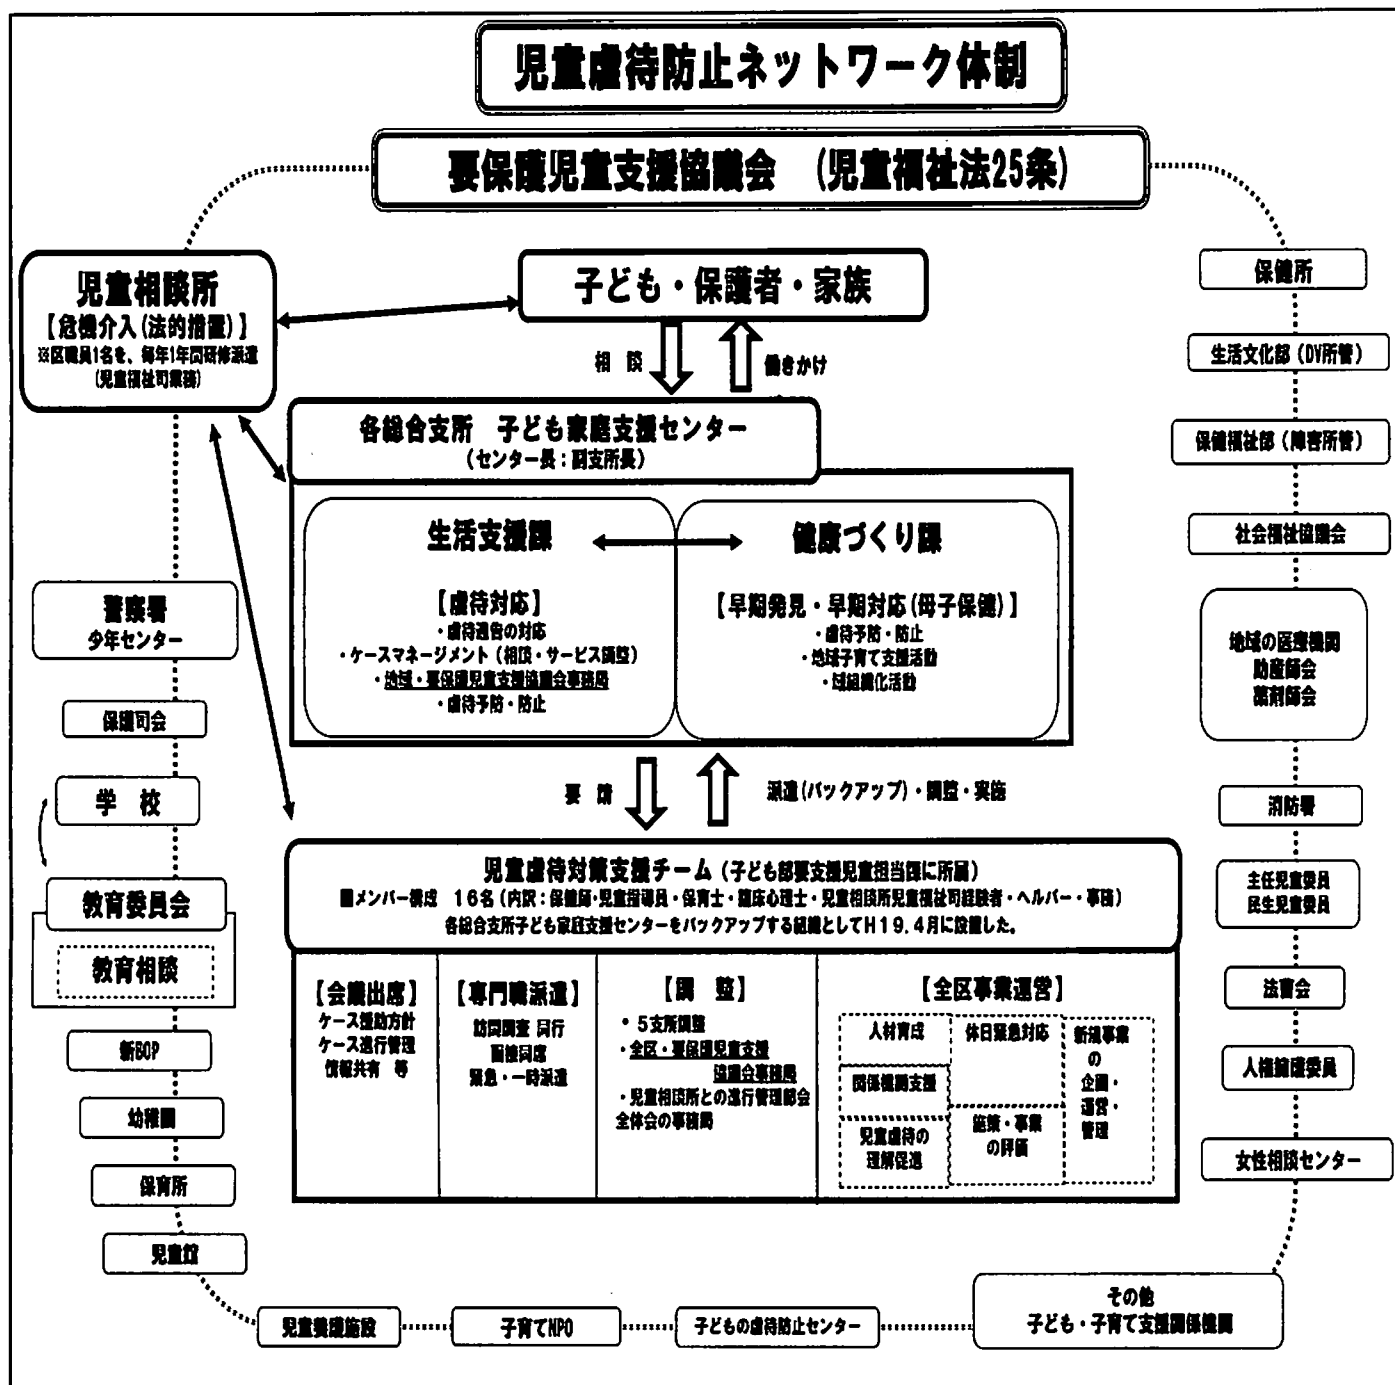 児童虐待防止ネットワーク体制
要保護児童支援協議会 (児童福祉法25条)
児童相談所
【危機介入(法的措置)】
※区職員1名を、毎年1年間研修派遣
(児童福祉司業務)
子ども・保護者・家族
相 談
働きかけ
各総合支所 子ども家庭支援センター
(センター長:副支所長)
生活支援課
【虐待対応】
・虐待通告の対応
・ケースマネージメント(相談・サービス調整)
・地域・要保護児童支援協議会事務局
・虐待予防・防止
健康づくり課
【早期発見・早期対応(母子保健)】
・虐待予防・防止
・地域子育て支援活動
・域組織化活動
要 請
派遣(バックアップ)・調整・実施
児童虐待対策支援チーム(子ども部要支援児童担当課に所属)
メンバー構成 16名(内訳:保健師・児童指導員・保育士・臨床心理士・児童相談所児童福祉司経験者・ヘルパー・事務)
各総合支所子ども家庭支援センターをバックアップする組織としてH19.4月に設置した。
【会議出席】
ケース援助方針
ケース進行管理
情報共有 等
【専門職派遣】
訪問調査 同行
面接同席
緊急・一時派遣
【調 整】
・5支所調整
・全区・要保護児童支援
協議会事務局
・児童相談所との進行管理部会
全体会の事務局
【全区事業運営】
人材育成
関係機関支援
児童虐待の
理解促進
休日緊急対応
施策・事業
の評価
新規事業
の
企画・
運営・
管理
警察署
少年センター
保護司会
学 校
教育委員会
教育相談
新BOP
幼稚園
保育所
児童館
児童養護施設
子育てNPO
子どもの虐待防止センター
その他
子ども・子育て支援関係機関
保健所
生活文化部(DV所管)
保健福祉部(障害所管)
社会福祉協議会
地域の医療機関
助産師会
薬剤師会
消防署
主任児童委員
民生児童委員
法曹会
人権擁護委員
女性相談センター